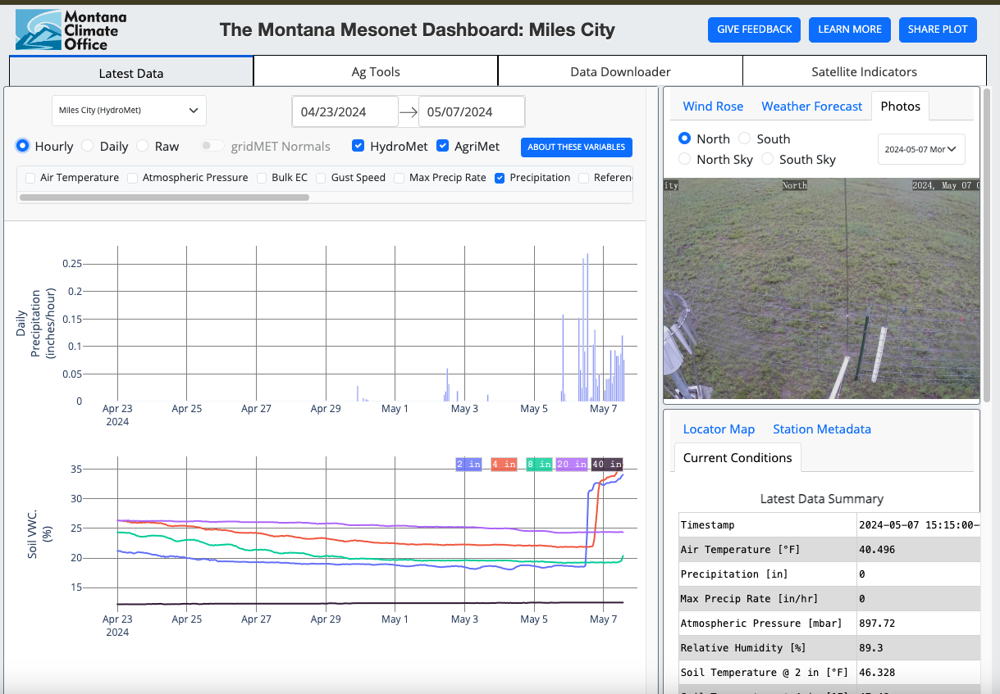 Montana
Climate
Office
The Montana Mesonet Dashboard: Miles City
GIVE FEEDBACK
LEARN MORE
SHARE PLOT
Latest Data
Ag Tools
Data Downloader
Satellite Indicators
Miles City (HydroMet)
04/23/2024
05/07/2024
Hourly Daily Raw gridMET Normals HydroMet AgriMet
ABOUT THESE VARIABLES
Air Temperature Atmospheric Pressure Bulk EC Gust Speed Max Precip Rate Precipitation Referen
Daily
Precipitation
(inches/hour)
0.25
0.2
0.15
0.1
0.05
0
Apr 23 Apr 25 Apr 27 Apr 29 May 1 May 3 May 5 May 7
2024
Soil VWC.
(%)
2 in 4 in 8 in 20 in 40 in
35
30
25
20
15
Apr 23 Apr 25 Apr 27 Apr 29 May 1 May 3 May 5 May 7
2024
Wind Rose Weather Forecast Photos
North South
North Sky South Sky
2024-05-07 Mor
ity North 2024, May 07 0
Locator Map Station Metadata
Current Conditions
Latest Data Summary
Timestamp 2024-05-07 15:15:00-
Air Temperature [°F] 40.496
Precipitation [in] 0
Max Precip Rate [in/hr] 0
Atmospheric Pressure [mbar] 897.72
Relative Humidity [%] 89.3
Soil Temperature @ 2 in [°F] 46.328